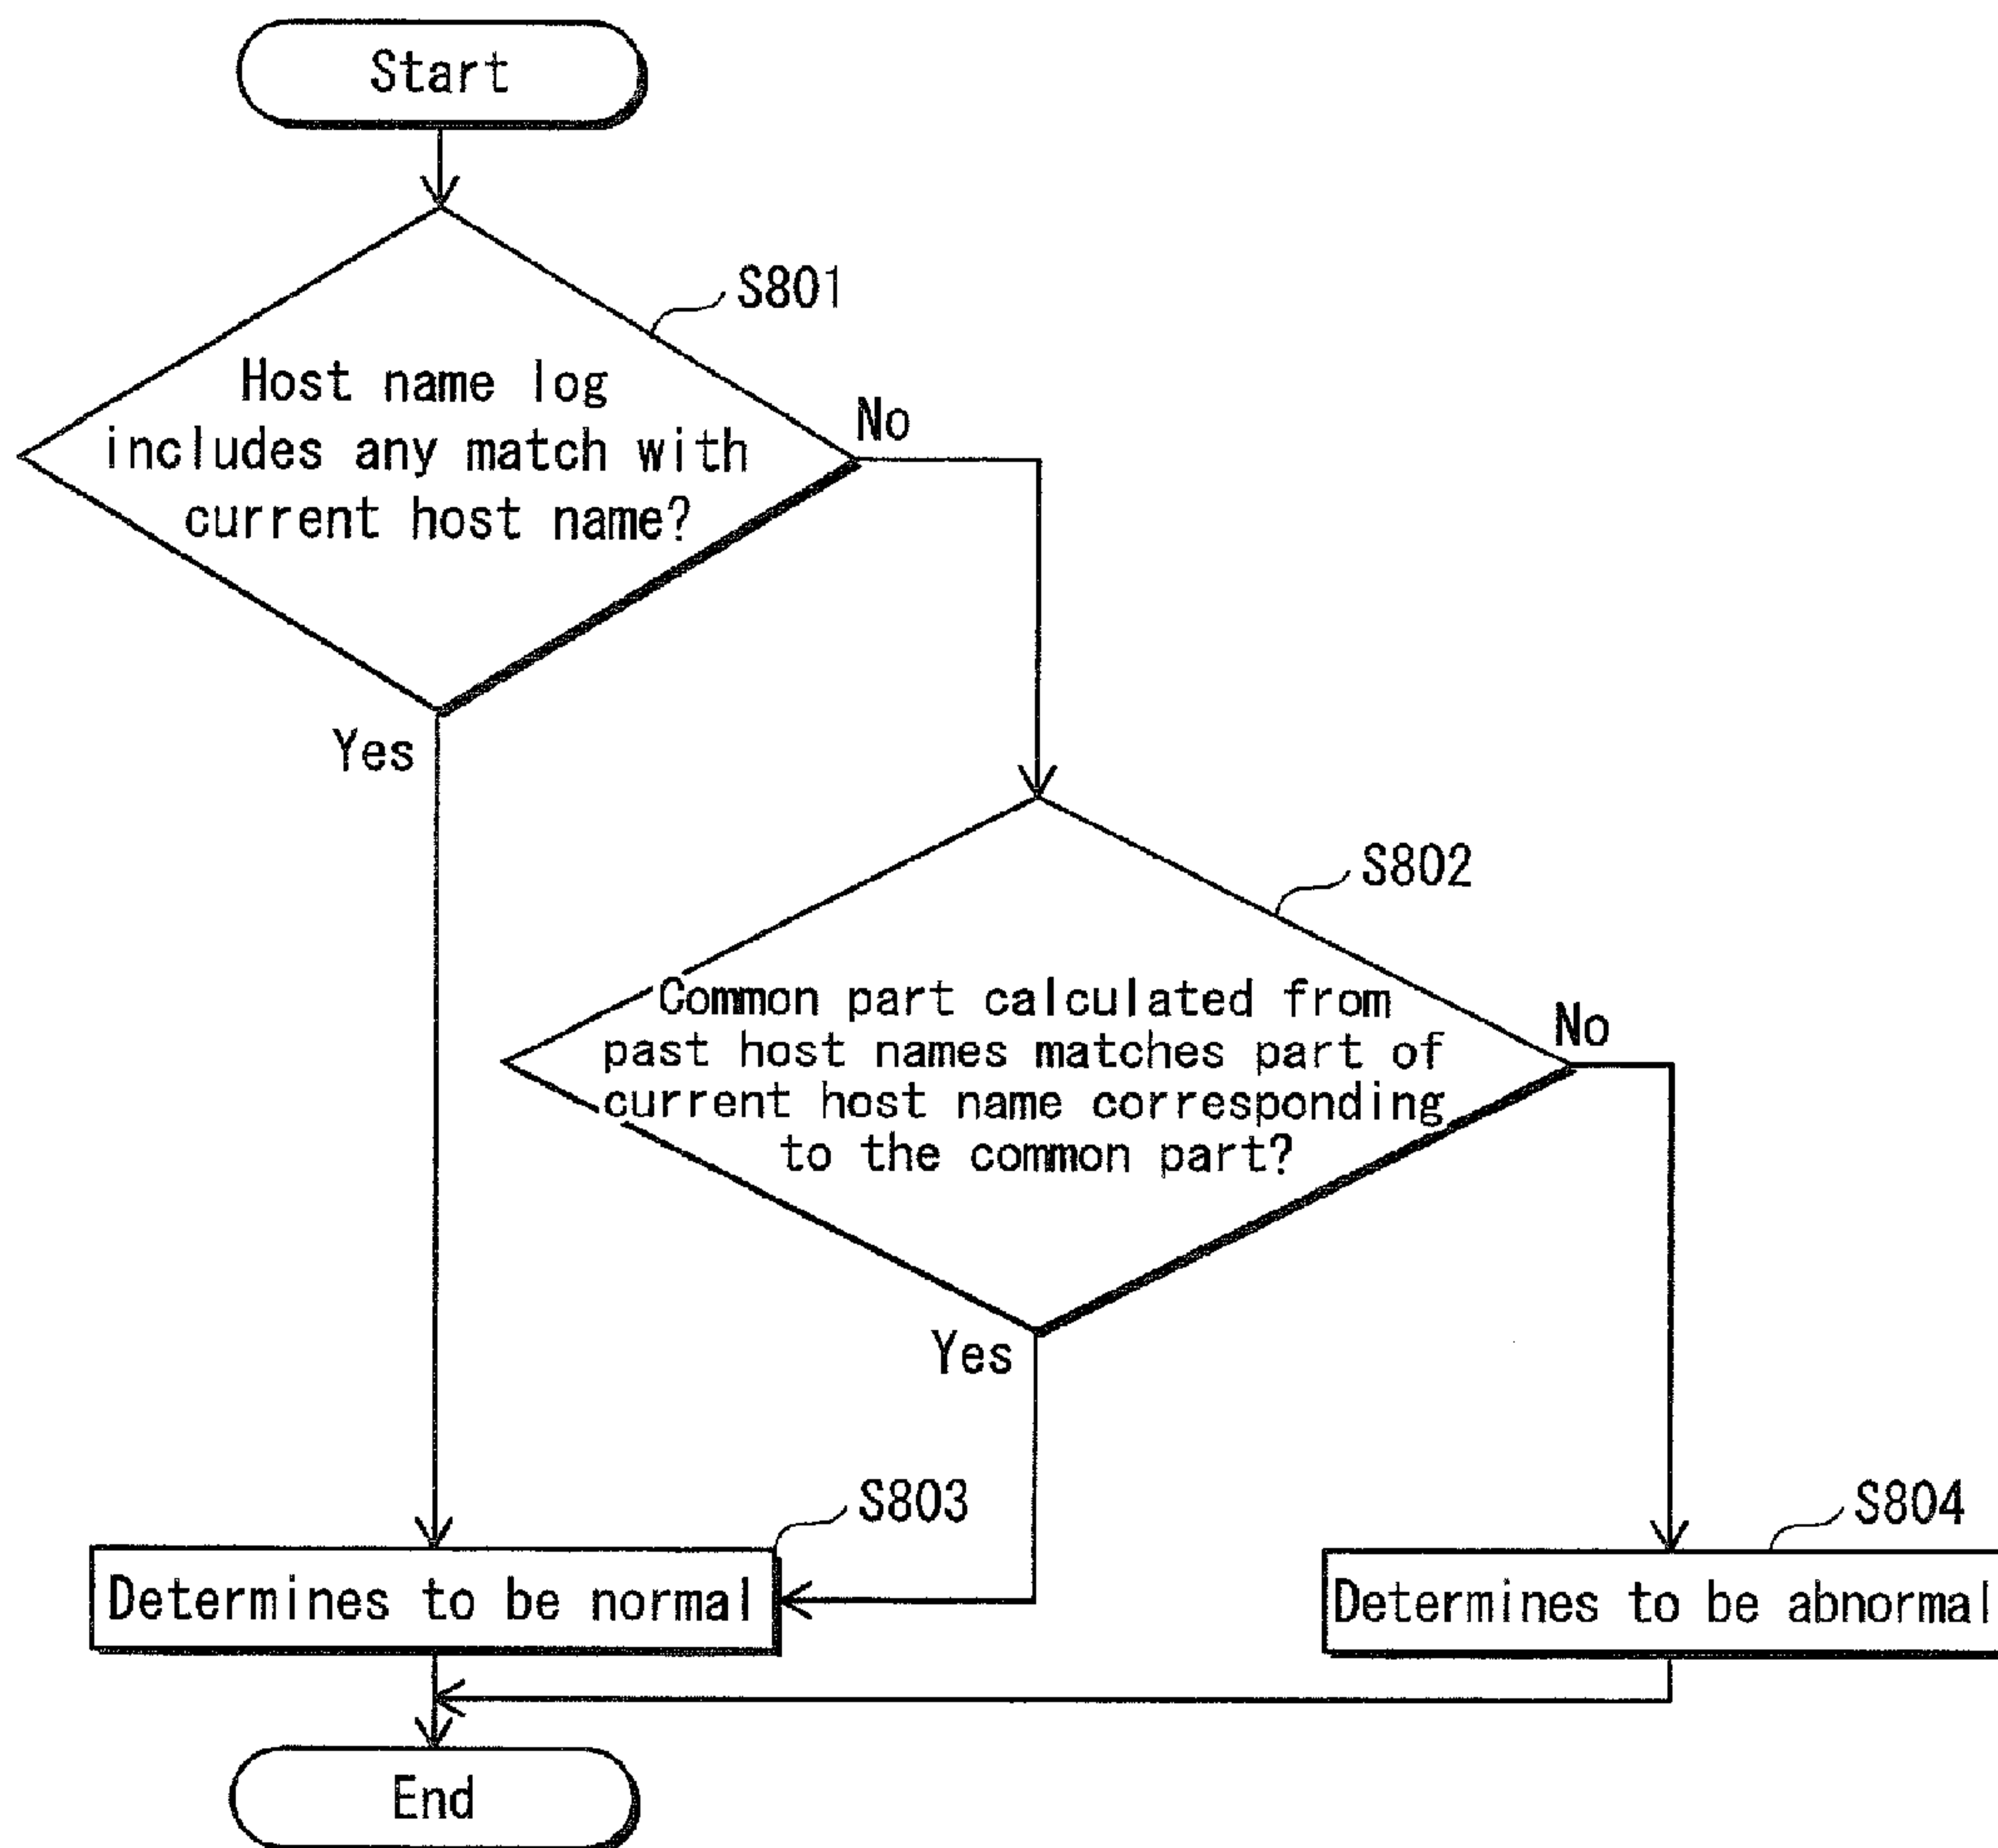 Start
S801
Host name log
includes any match with
current host name?
No
Yes
S802
Common part calculated from
past host names matches part of
current host name corresponding
to the common part?
No
Yes
S803
Determines to be normal
S804
Determines to be abnormal
End